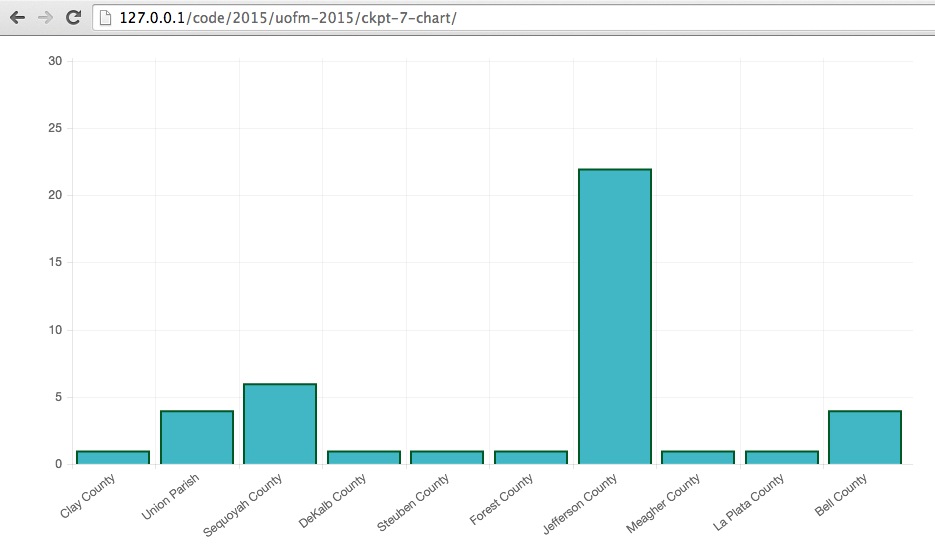 127.0.0.1/code/2015/uofm-2015/ckpt-7-chart/
30
25
20
15
10
5
0
Clay County
Union Parish
Sequoyah County
DeKalb County
Steuben County
Forest County
Jefferson County
Meagher County
La Plata County
Bell County